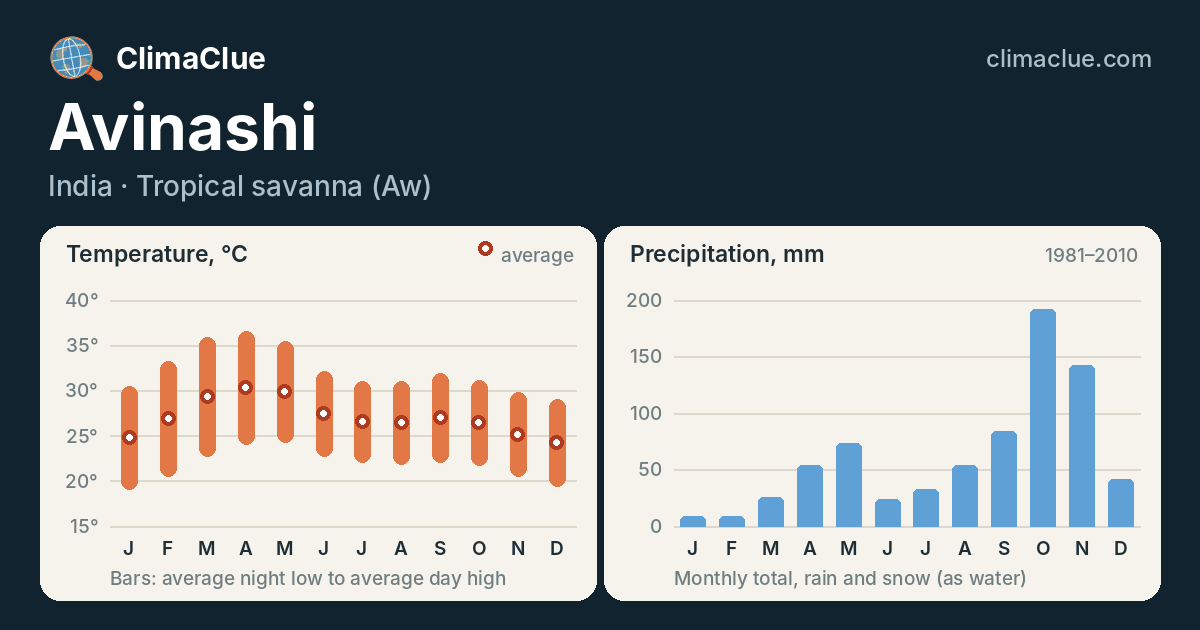 ClimaClue
climaclue.com
Avinashi
India · Tropical savanna (Aw)
Temperature, °C
average
40°
35°
30°
25°
20°
15°
J F M A M J J A S O N D
Bars: average night low to average day high
Precipitation, mm
1981–2010
200
150
100
50
0
J F M A M J J A S O N D
Monthly total, rain and snow (as water)